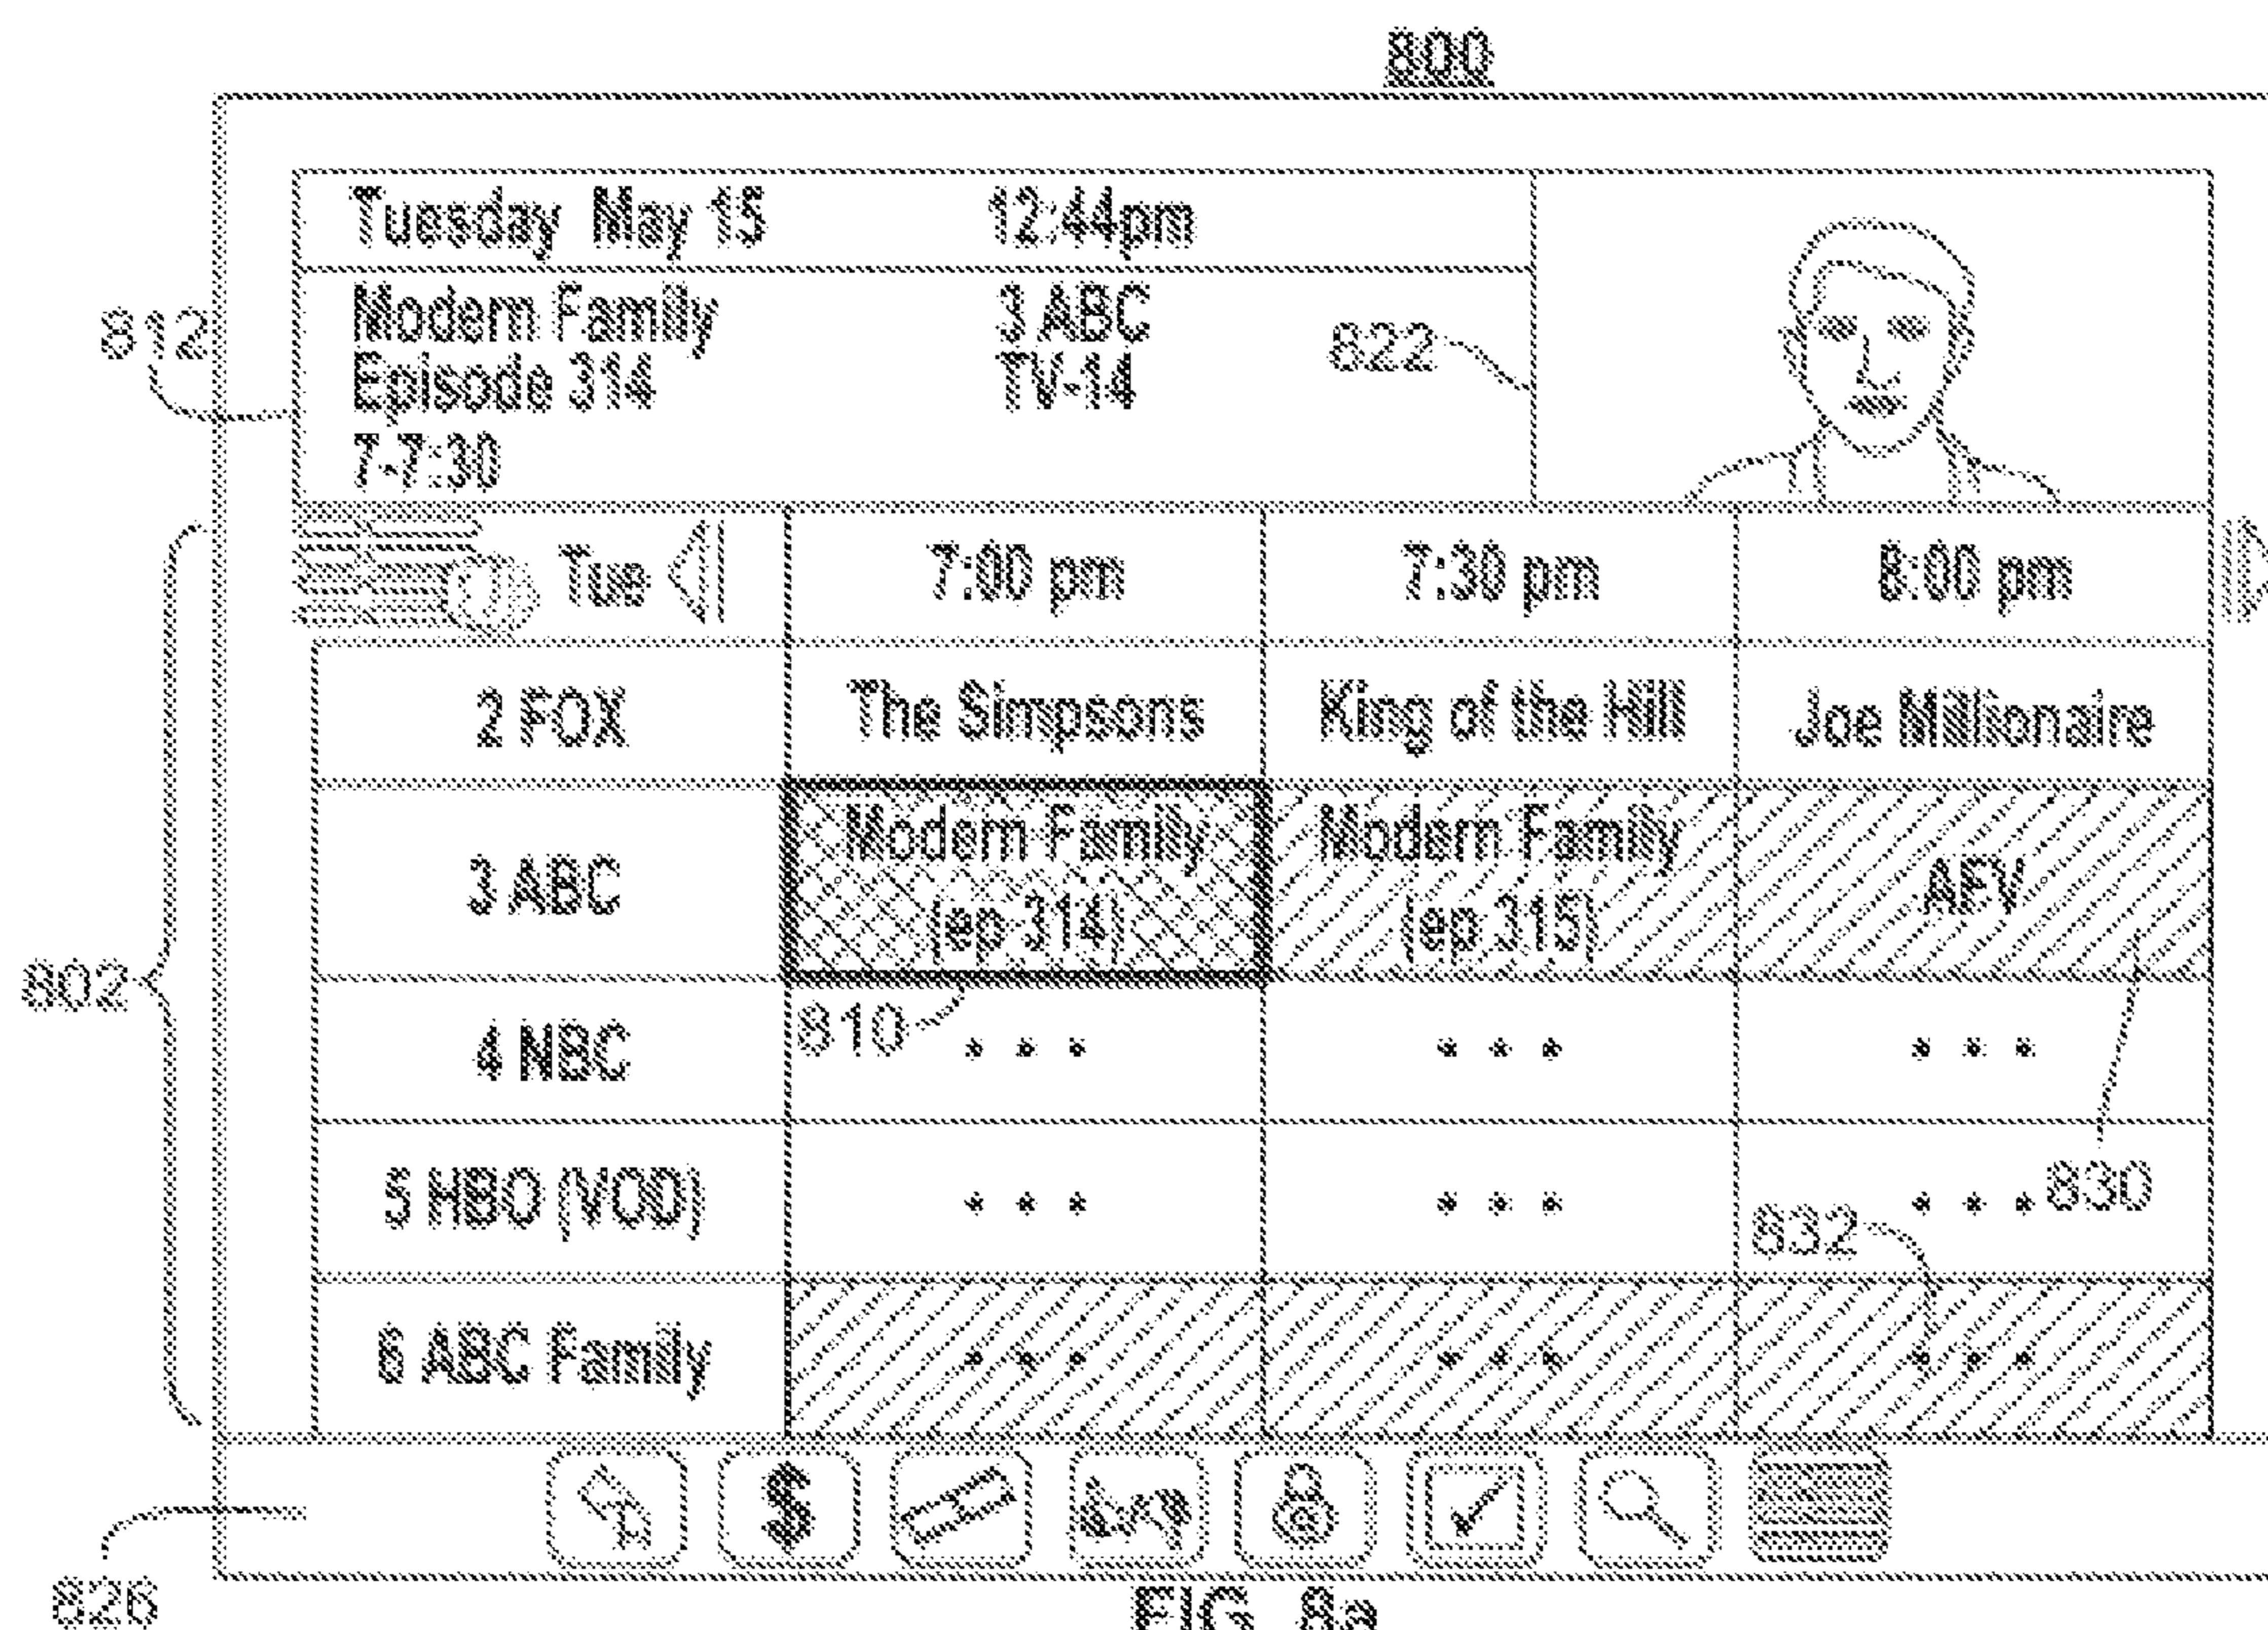 800
Tuesday May 15 12:44pm
812
Modern Family 3 ABC
822
Episode 314 TV-14
7-7:30
Tue 7:00 pm 7:30 pm 8:00 pm
2 FOX The Simpsons King of the Hill Joe Millionaire
3 ABC Modern Family (ep 314) Modern Family (ep 315) AFV
802
810
4 NBC • • • • • • • • •
5 HBO (VOD) • • • • • • • • •
830
832
6 ABC Family • • • • • • • • •
$
826
FIG. 8a